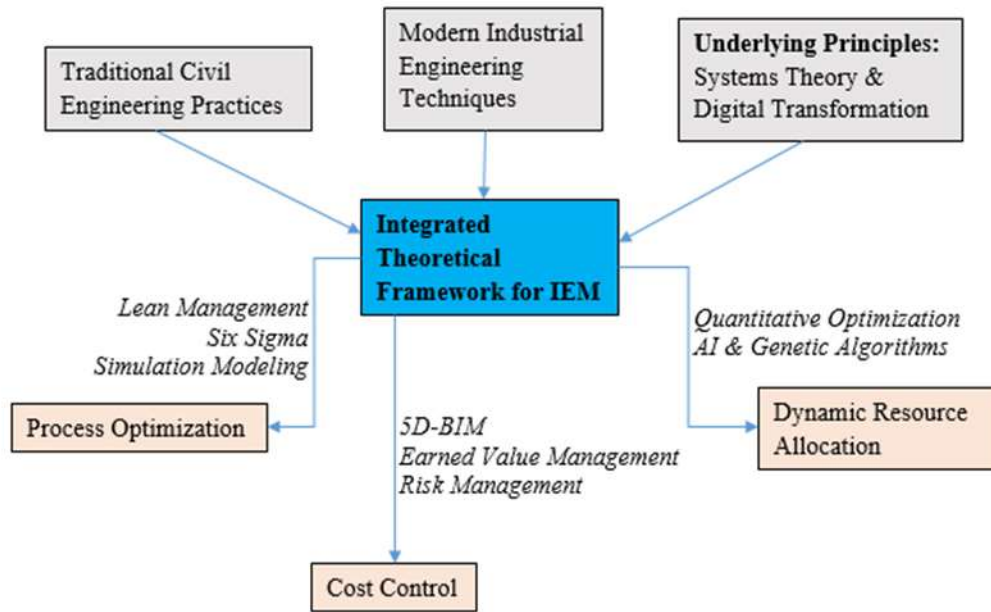 Traditional Civil
Engineering Practices
Modern Industrial
Engineering
Techniques
Underlying Principles:
Systems Theory &
Digital Transformation
Integrated
Theoretical
Framework for IEM
Lean Management
Six Sigma
Simulation Modeling
Quantitative Optimization
AI & Genetic Algorithms
Process Optimization
5D-BIM
Earned Value Management
Risk Management
Dynamic Resource
Allocation
Cost Control